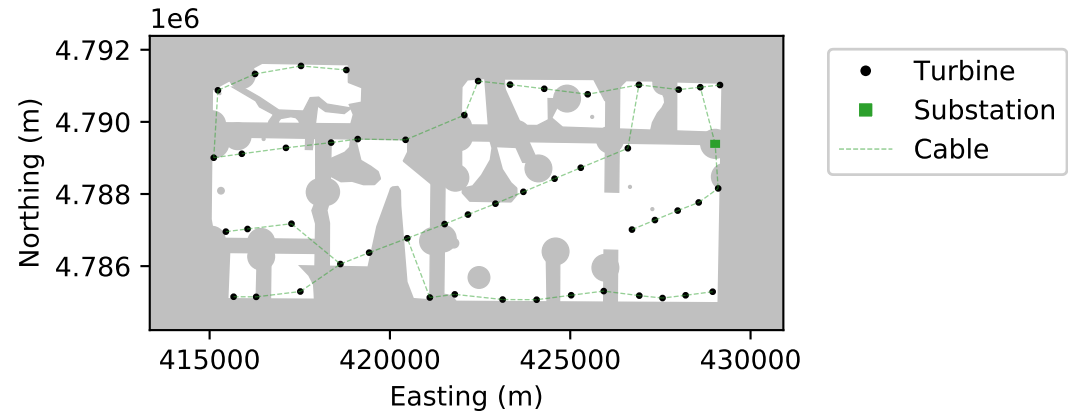 1e6
4.792
4.790
4.788
4.786
Northing (m)
415000 420000 425000 430000
Easting (m)
Turbine
Substation
Cable